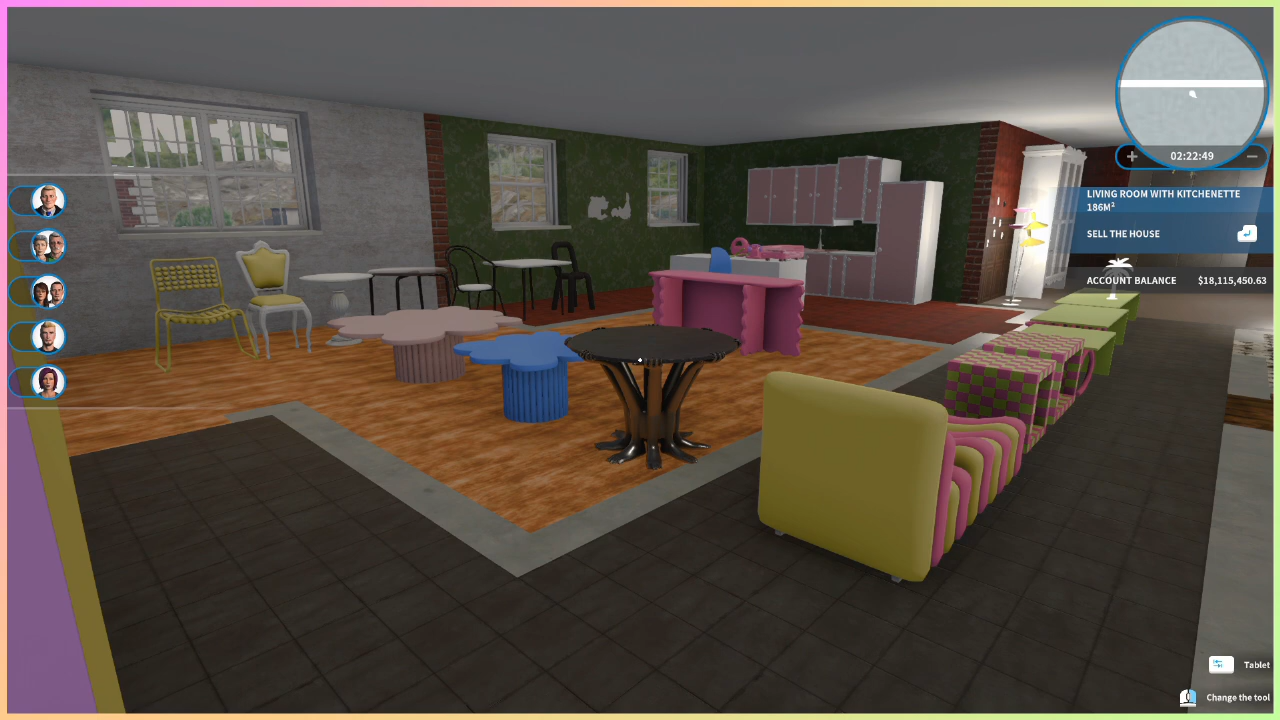 02:22:49
LIVING ROOM WITH KITCHENETTE
186M²
SELL THE HOUSE
ACCOUNT BALANCE $18,115,450.63
Tablet
Change the tool